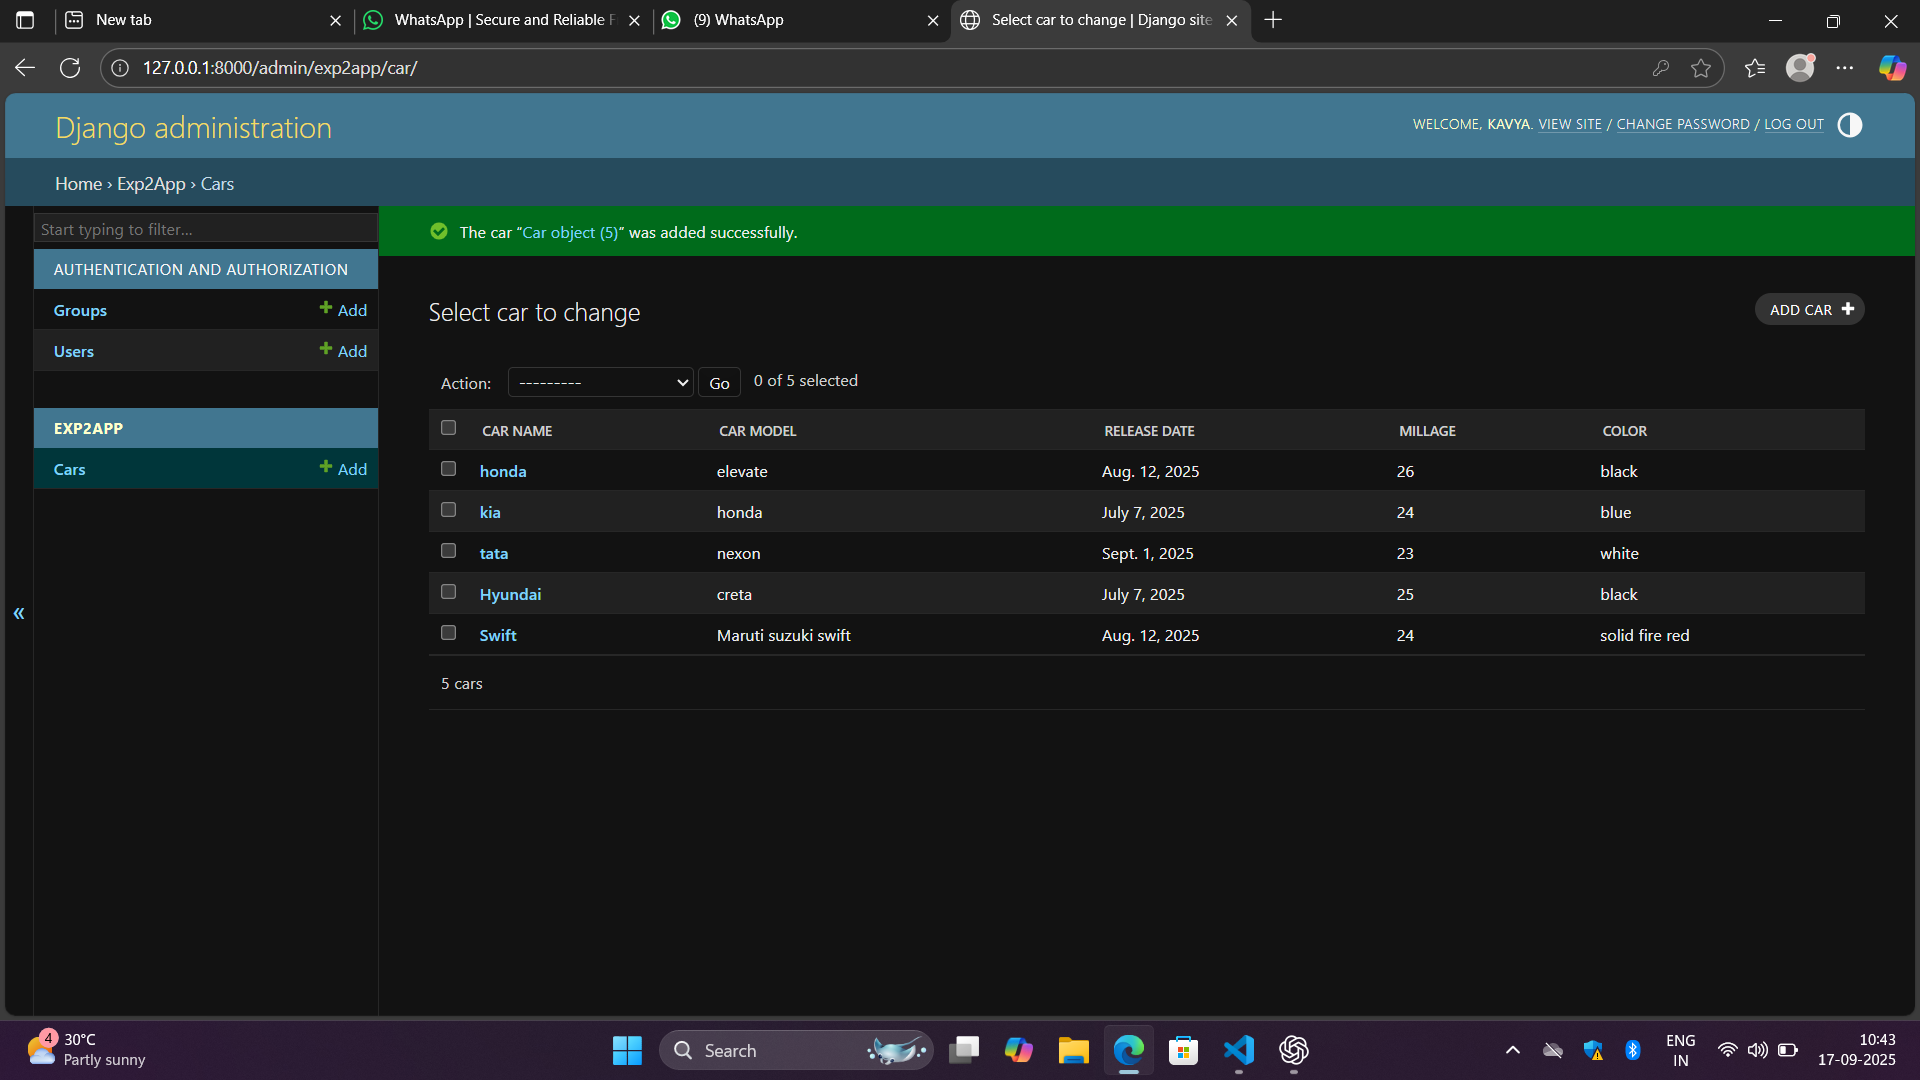 New tab
WhatsApp | Secure and Reliable F
(9) WhatsApp
Select car to change | Django site
127.0.0.1:8000/admin/exp2app/car/
Django administration
WELCOME, KAVYA. VIEW SITE / CHANGE PASSWORD / LOG OUT
Home › Exp2App › Cars
Start typing to filter...
The car “Car object (5)” was added successfully.
AUTHENTICATION AND AUTHORIZATION
Groups Add
Users Add
EXP2APP
Cars Add
«
Select car to change
ADD CAR
Action: --------- Go 0 of 5 selected
CAR NAME CAR MODEL RELEASE DATE MILLAGE COLOR
honda elevate Aug. 12, 2025 26 black
kia honda July 7, 2025 24 blue
tata nexon Sept. 1, 2025 23 white
Hyundai creta July 7, 2025 25 black
Swift Maruti suzuki swift Aug. 12, 2025 24 solid fire red
5 cars
4
30°C
Partly sunny
Search
ENG
IN
10:43
17-09-2025